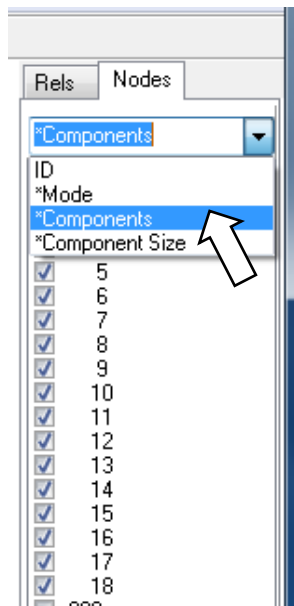 Rels Nodes
*Components
ID
*Mode
*Components
*Component Size
5
6
7
8
9
10
11
12
13
14
15
16
17
18